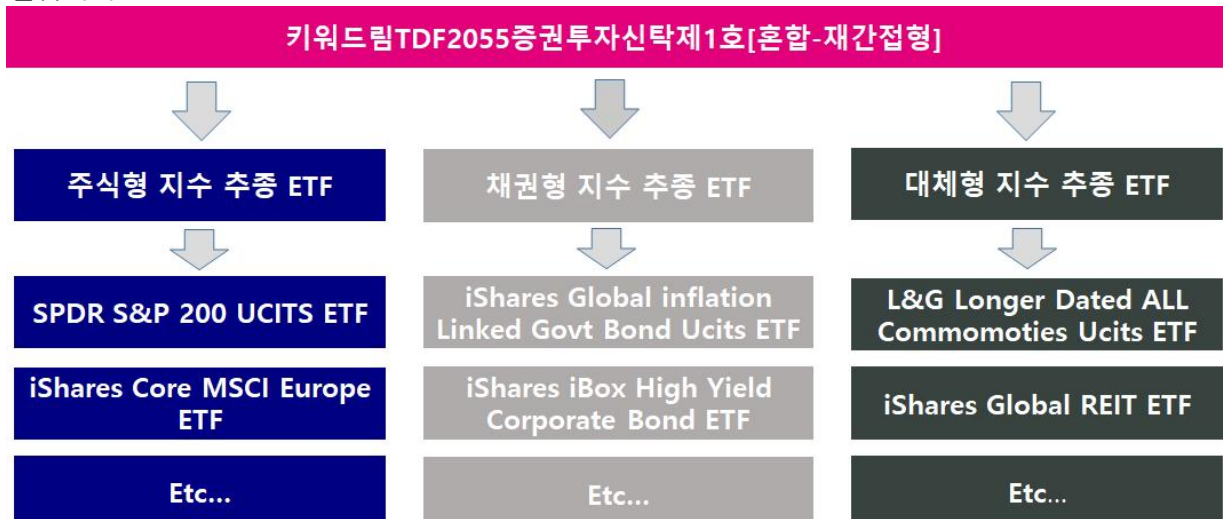 키워드림TDF2055증권투자신탁제1호[혼합-재간접형]
주식형 지수 추종 ETF
채권형 지수 추종 ETF
대체형 지수 추종 ETF
SPDR S&P 200 UCITS ETF
iShares Global inflation
Linked Govt Bond Ucits ETF
L&G Longer Dated ALL
Commomoties Ucits ETF
iShares Core MSCI Europe
ETF
iShares iBox High Yield
Corporate Bond ETF
iShares Global REIT ETF
Etc...
Etc...
Etc...